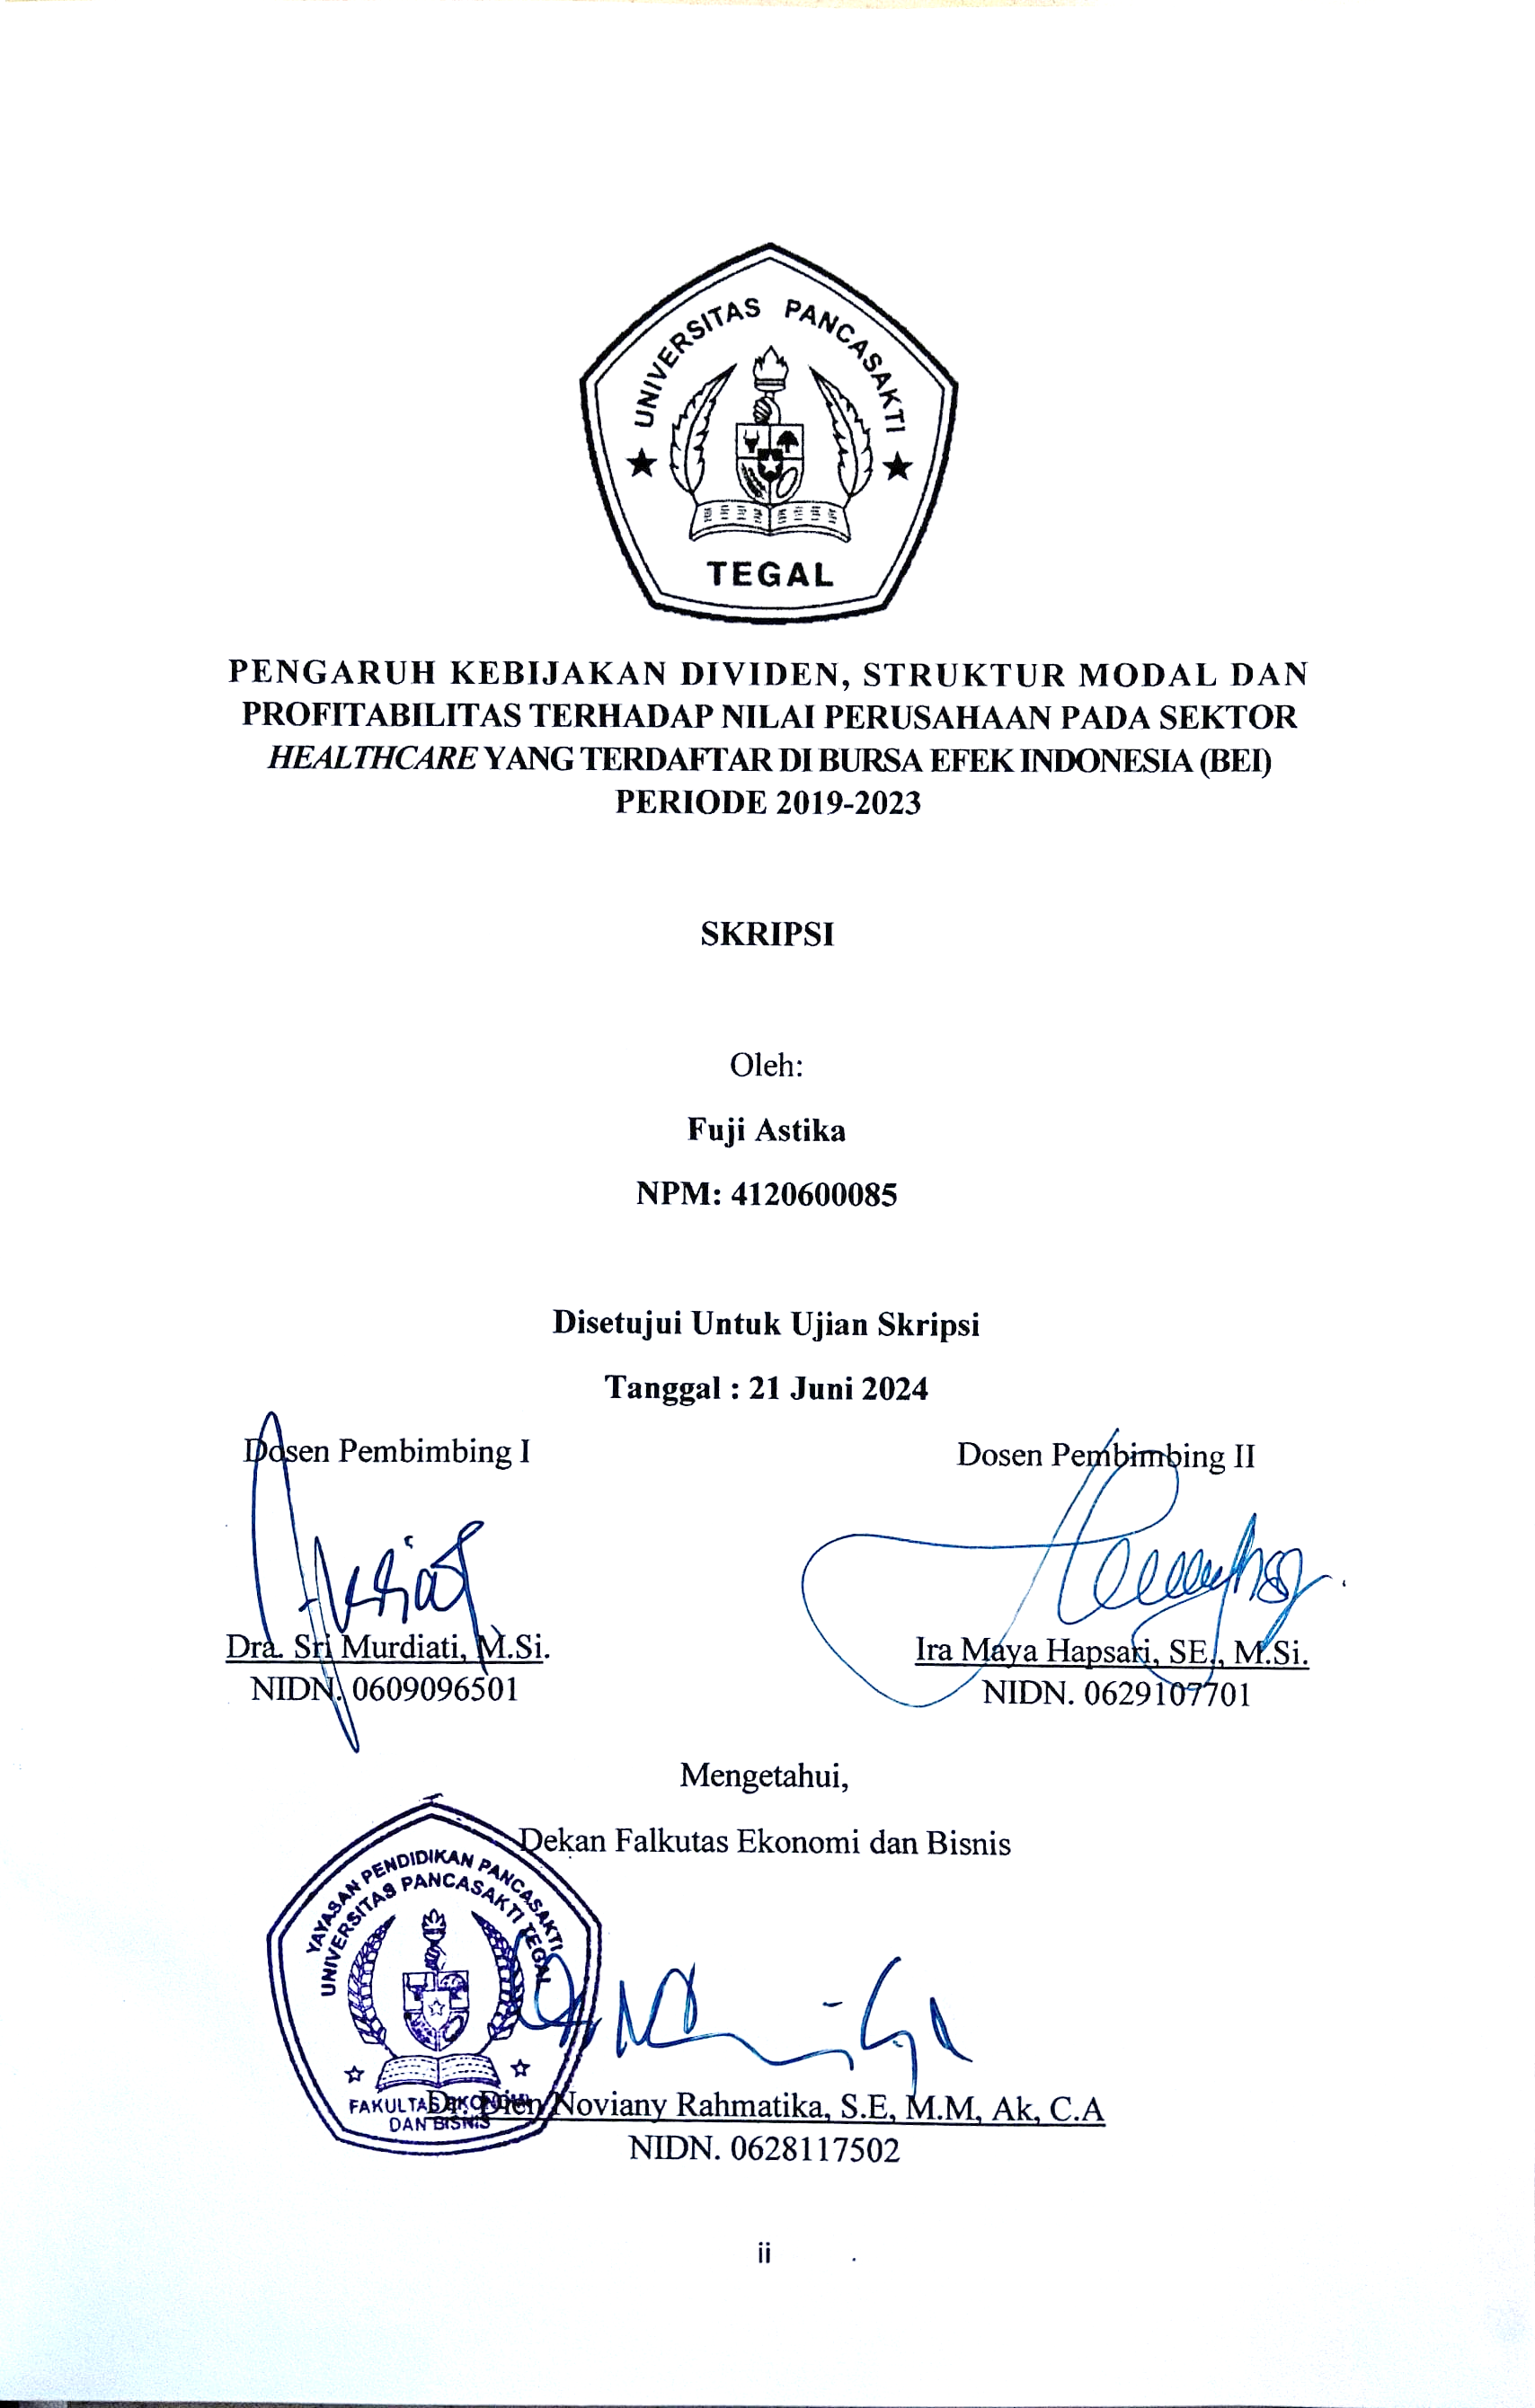 UNIVERSITAS PANCASAKTI
TEGAL
PENGARUH KEBIJAKAN DIVIDEN, STRUKTUR MODAL DAN
PROFITABILITAS TERHADAP NILAI PERUSAHAAN PADA SEKTOR
HEALTHCARE YANG TERDAFTAR DI BURSA EFEK INDONESIA (BEI)
PERIODE 2019-2023
SKRIPSI
Oleh:
Fuji Astika
NPM: 4120600085
Disetujui Untuk Ujian Skripsi
Tanggal : 21 Juni 2024
Dosen Pembimbing I
Dosen Pembimbing II
Dra. Sri Murdiati, M.Si.
NIDN. 0609096501
Ira Maya Hapsari, SE., M.Si.
NIDN. 0629107701
Mengetahui,
Dekan Falkutas Ekonomi dan Bisnis
YAYASAN PENDIDIKAN PANCASAKTI
UNIVERSITAS PANCASAKTI TEGAL
FAKULTAS EKONOMI
DAN BISNIS
Dr. Dien Noviany Rahmatika, S.E, M.M, Ak, C.A
NIDN. 0628117502
ii